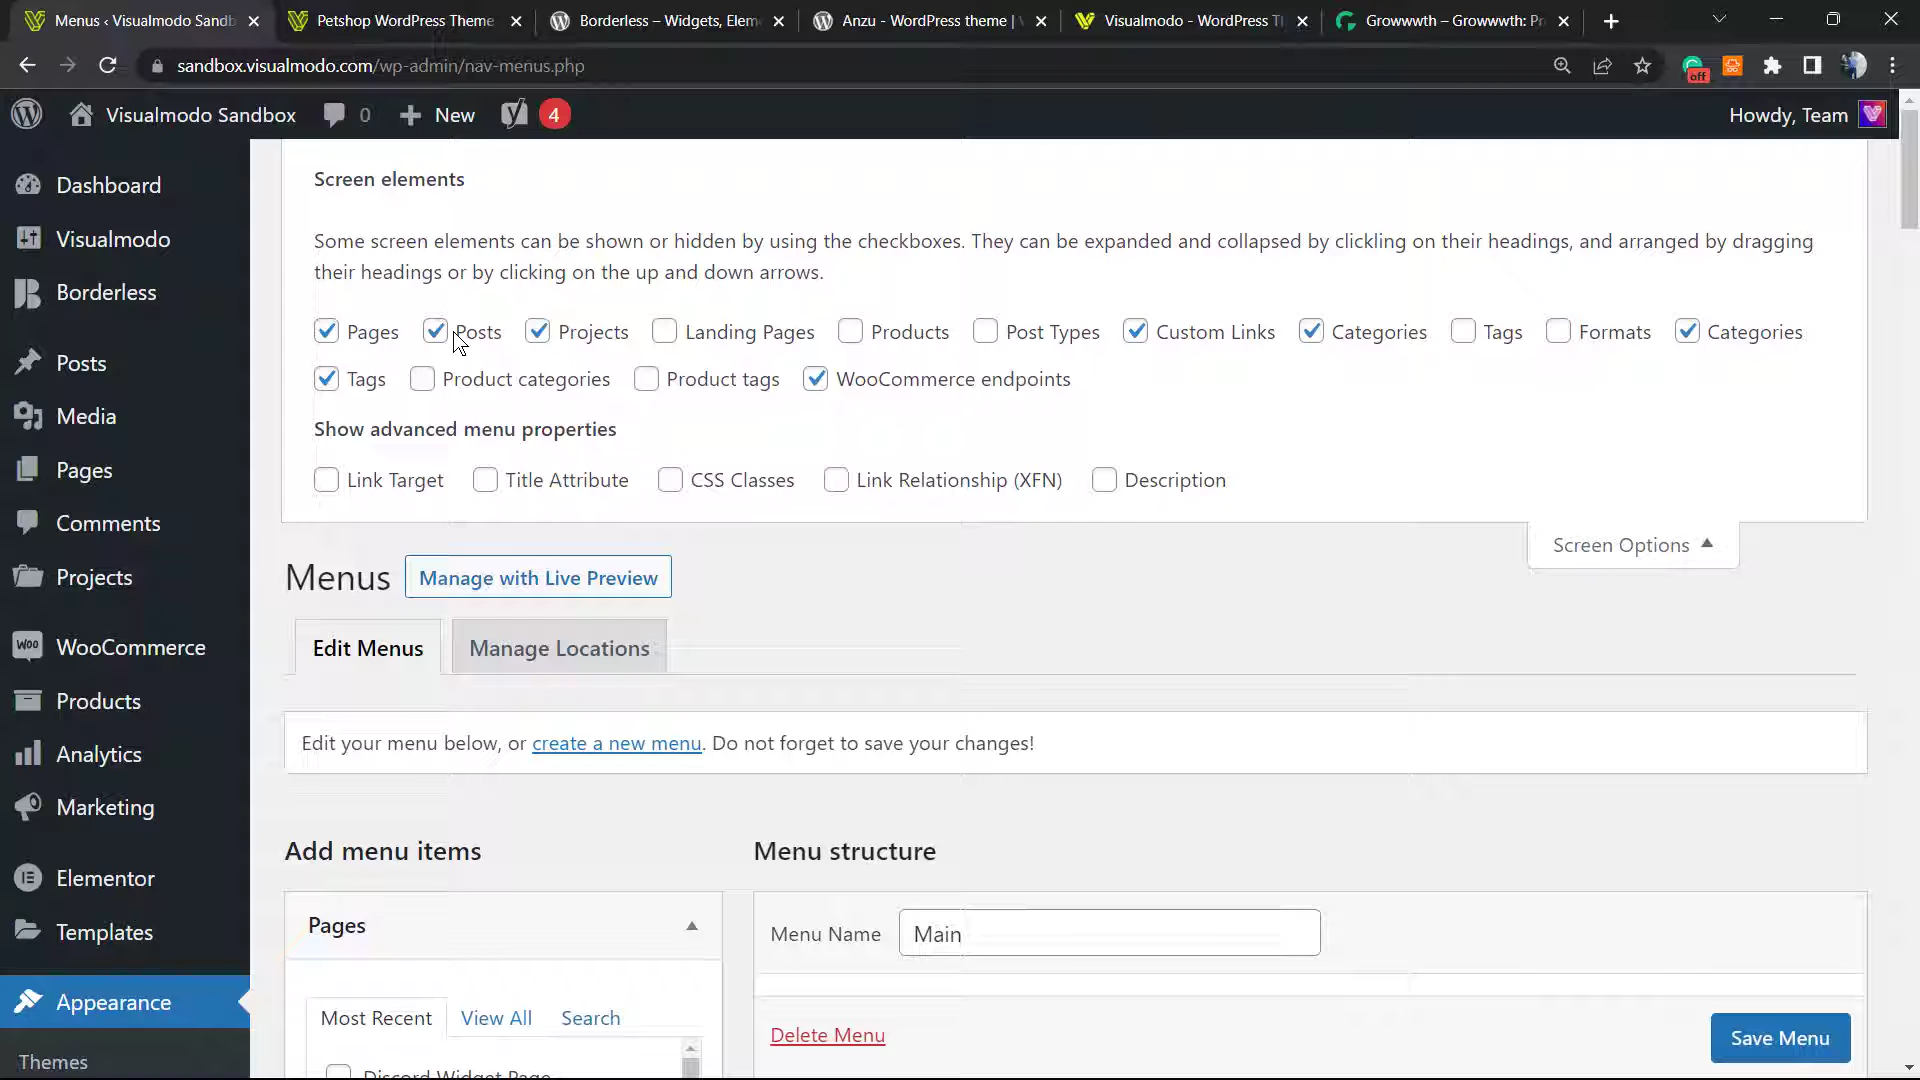 Menus ‹ Visualmodo Sandb
Petshop WordPress Theme
Borderless – Widgets, Elem
Anzu - WordPress theme |
Visualmodo - WordPress Th
Growwwth – Growwwth: Pr
sandbox.visualmodo.com/wp-admin/nav-menus.php
off
Visualmodo Sandbox
0
New
4
Howdy, Team
Dashboard
Visualmodo
Borderless
Posts
Media
Pages
Comments
Projects
WooCommerce
Products
Analytics
Marketing
Elementor
Templates
Appearance
Themes
Screen elements
Some screen elements can be shown or hidden by using the checkboxes. They can be expanded and collapsed by clickling on their headings, and arranged by dragging
their headings or by clicking on the up and down arrows.
Pages Posts Projects Landing Pages Products Post Types Custom Links Categories Tags Formats Categories
Tags Product categories Product tags WooCommerce endpoints
Show advanced menu properties
Link Target Title Attribute CSS Classes Link Relationship (XFN) Description
Screen Options
Menus Manage with Live Preview
Edit Menus Manage Locations
Edit your menu below, or create a new menu. Do not forget to save your changes!
Add menu items
Pages
Most Recent View All Search
Discord Widget Page
Menu structure
Menu Name Main
Delete Menu
Save Menu